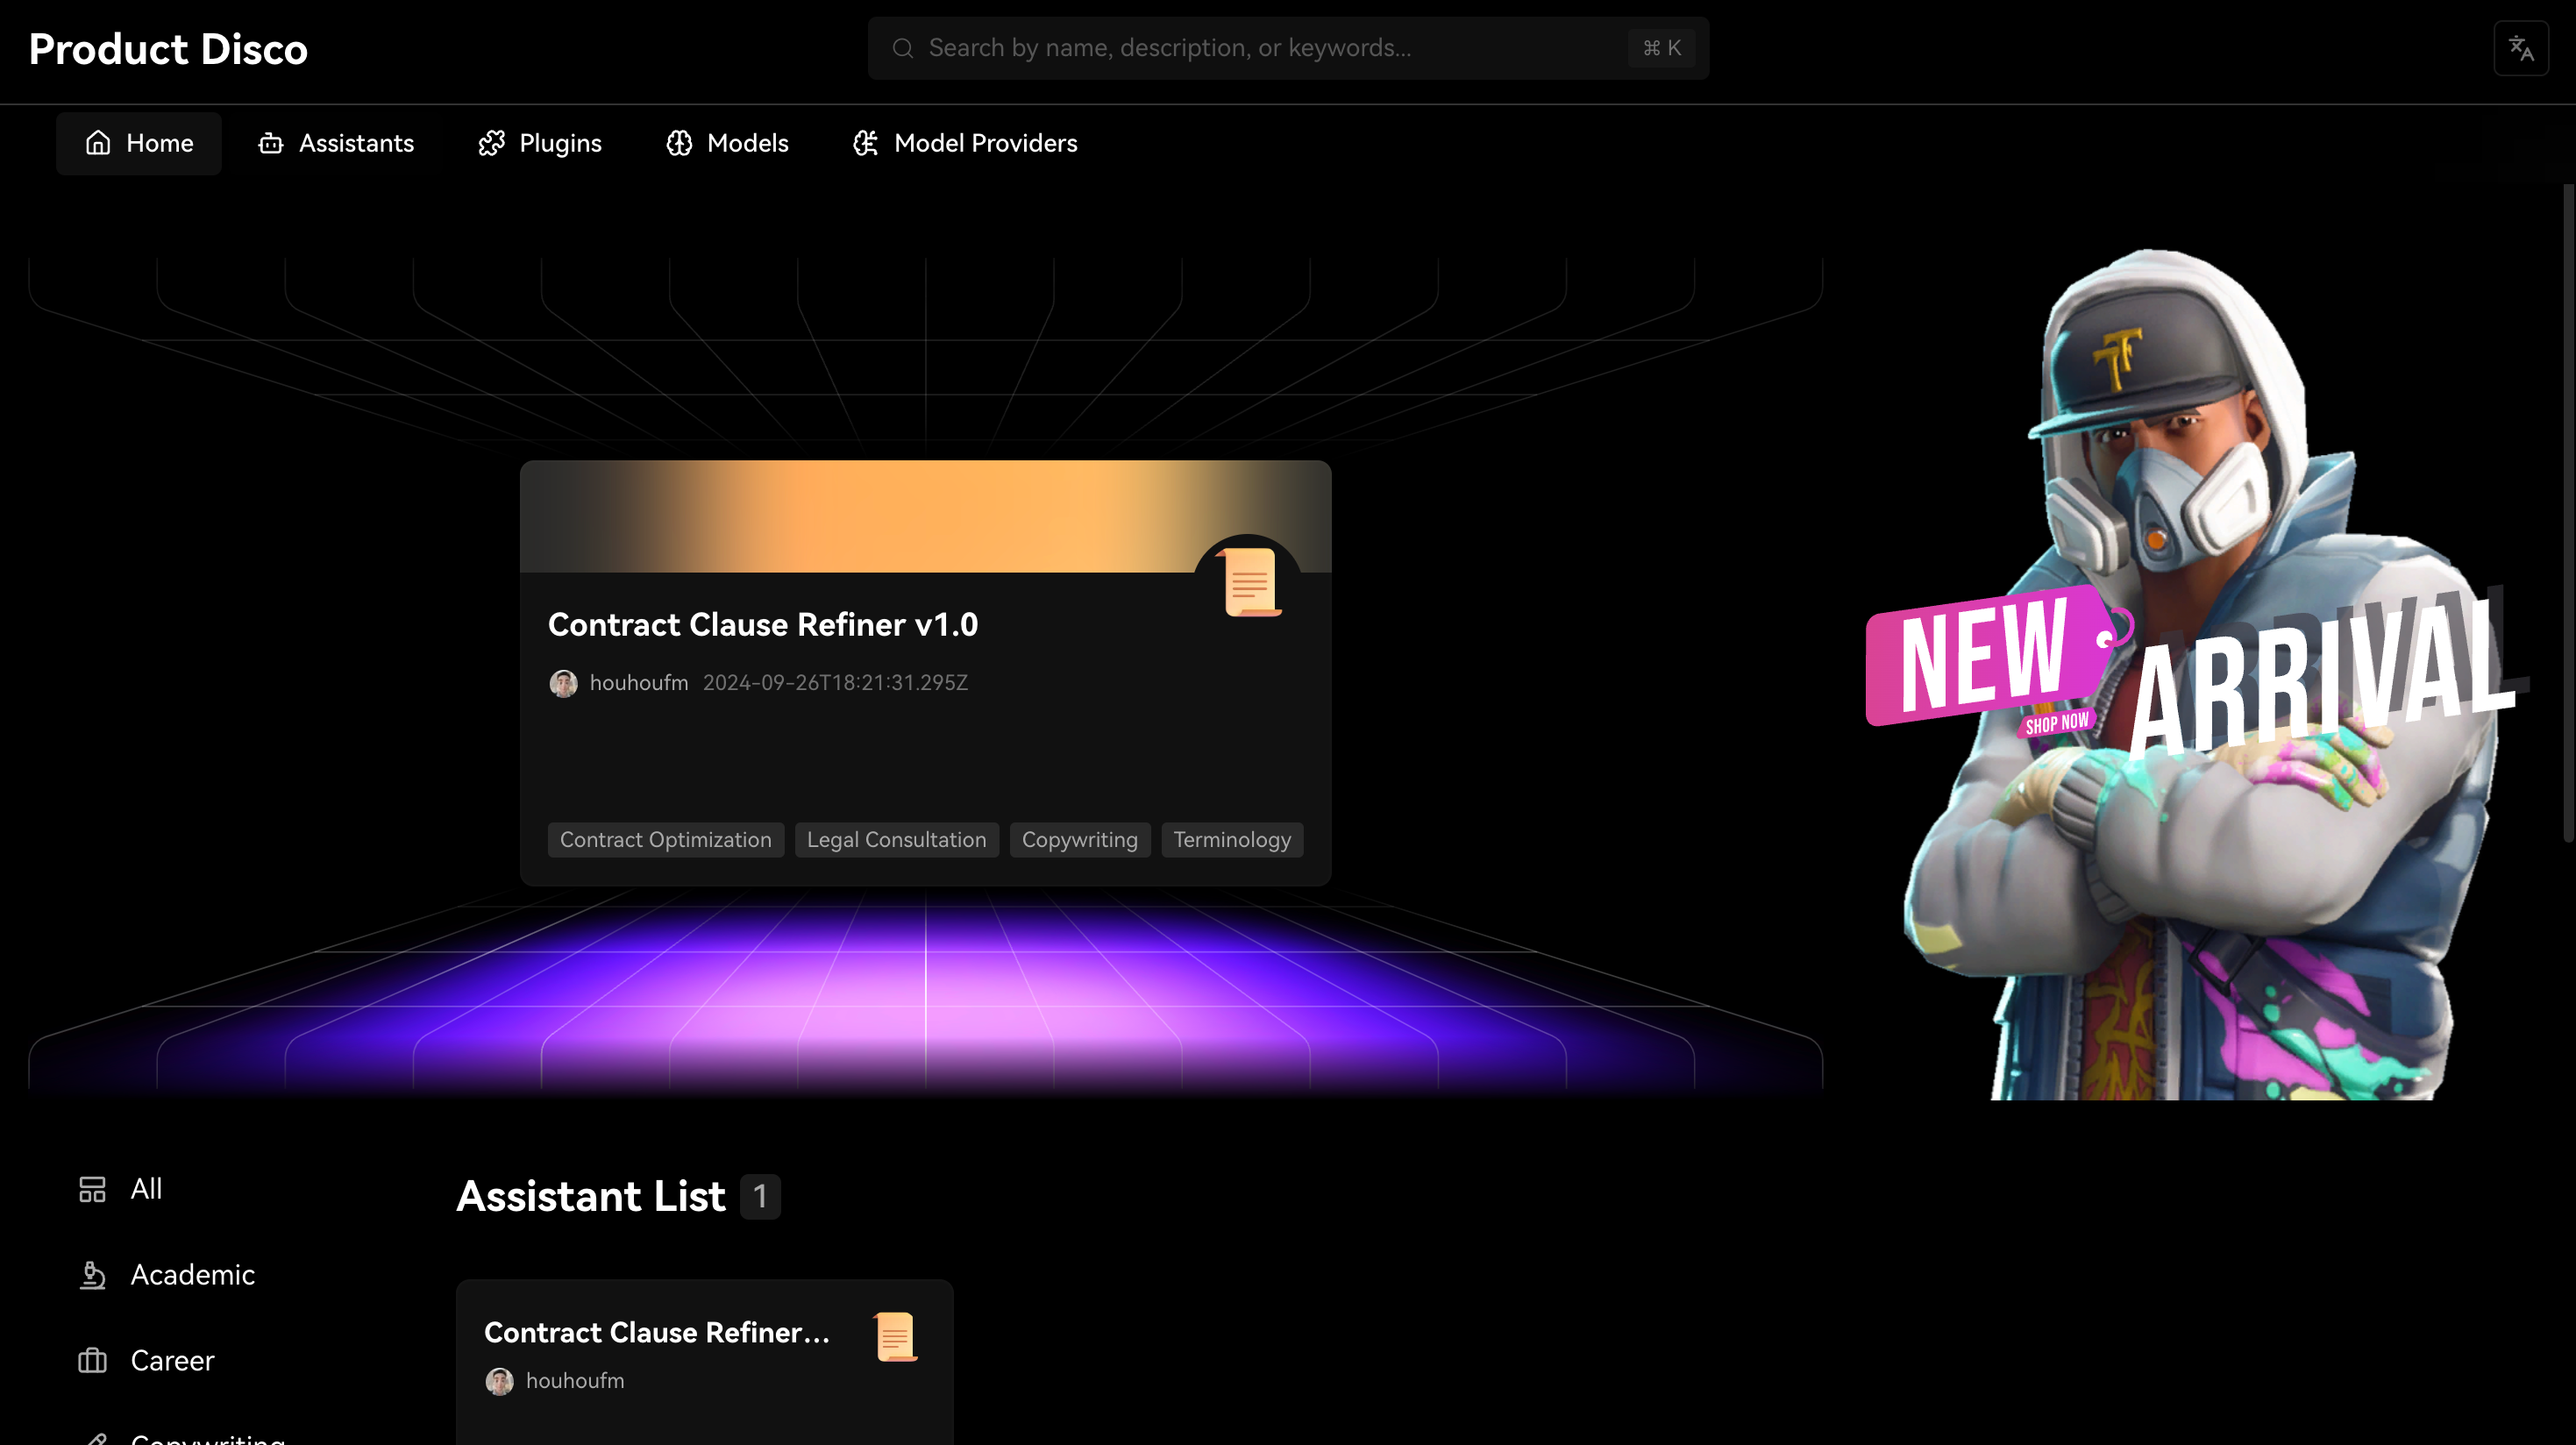 Product Disco
Search by name, description, or keywords...
⌘ K
Home
Assistants
Plugins
Models
Model Providers
Contract Clause Refiner v1.0
houhoufm 2024-09-26T18:21:31.295Z
Contract Optimization
Legal Consultation
Copywriting
Terminology
NEW
ARRIVAL
SHOP NOW
All
Academic
Career
Copywriting
Assistant List 1
Contract Clause Refiner...
houhoufm